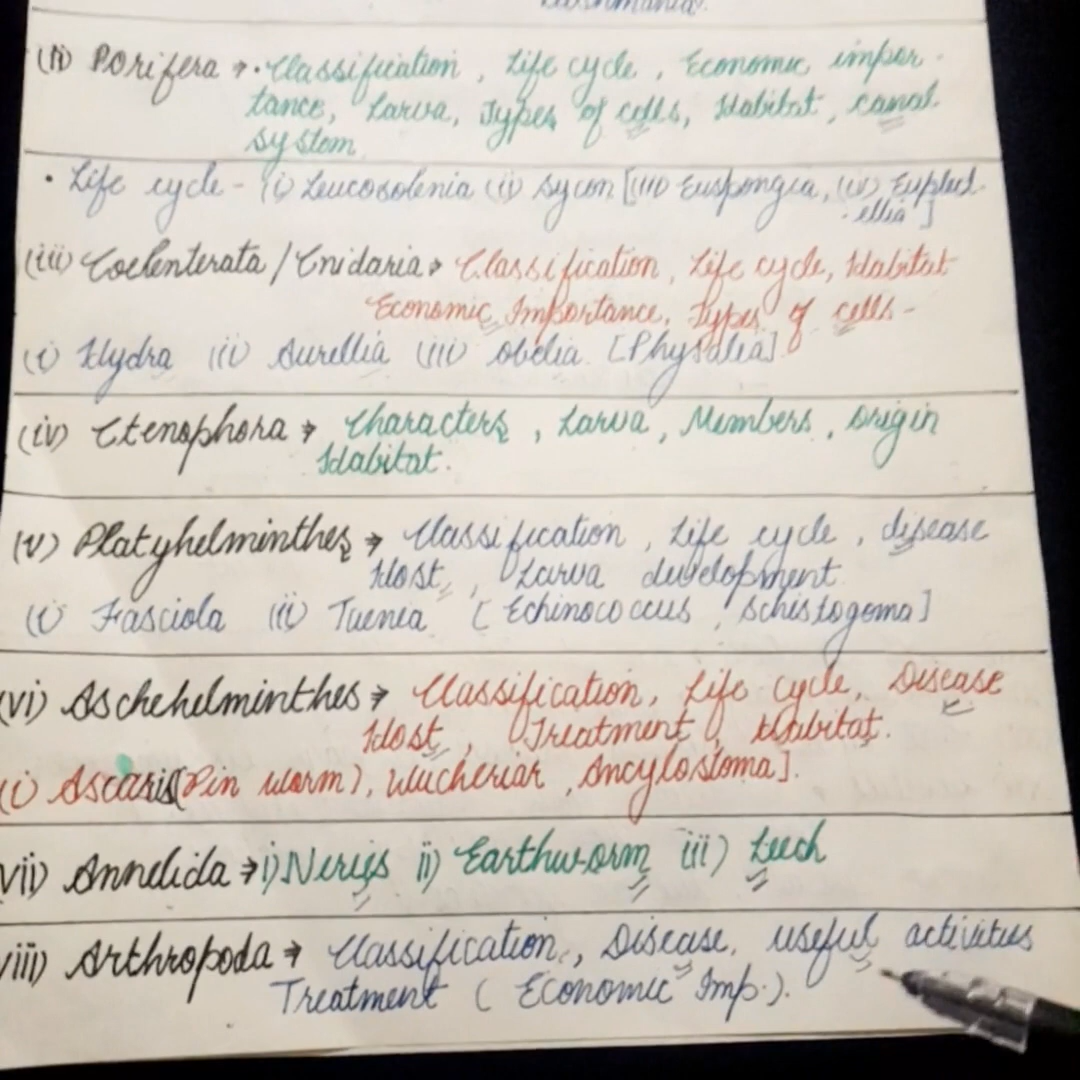 (ii) Porifera → • Classification, Life cycle, Economic impor-
tance, Larva, Types of cells, Habitat, canal
system
• Life cycle - (i) Leucosolenia (ii) Sycon [(iii) Euspongia, (iv) Euplect-
ellia]
(iii) Coelenterata / Cnidaria → Classification, Life cycle, Habitat
Economic Importance, Types of cells -
(i) Hydra (ii) Aurellia (iii) Obelia [Physalia]
(iv) Ctenophora → Characters, Larva, Members, Origin
Habitat.
(v) Platyhelminthes → Classification, Life cycle, disease
Host, Larva development
(i) Fasciola (ii) Taenia [Echinococcus, Schistogoma]
(vi) Aschehelminthes → Classification, Life cycle, Disease
Host, Treatment, Habitat.
(i) Ascaris [Pin worm), Wucheriar, Ancylostoma].
vii) Annelida → i) Neries ii) Earthworm iii) Leech
viii) Arthropoda → Classification, Disease, useful activities
Treatment (Economic Imp.).